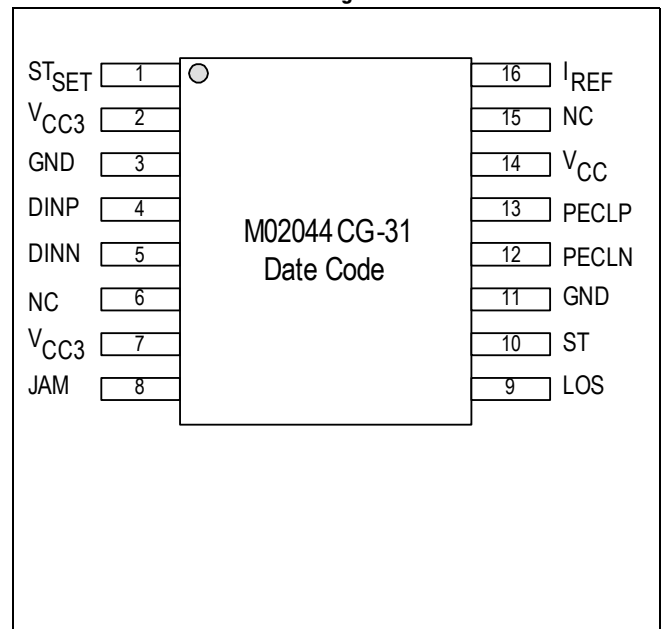 ST_SET 1 16 I_REF
V_CC3 2 15 NC
GND 3 14 V_CC
DINP 4 13 PECLP
M02044 CG-31
DINN 5 12 PECLN
Date Code
NC 6 11 GND
V_CC3 7 10 ST
JAM 8 9 LOS